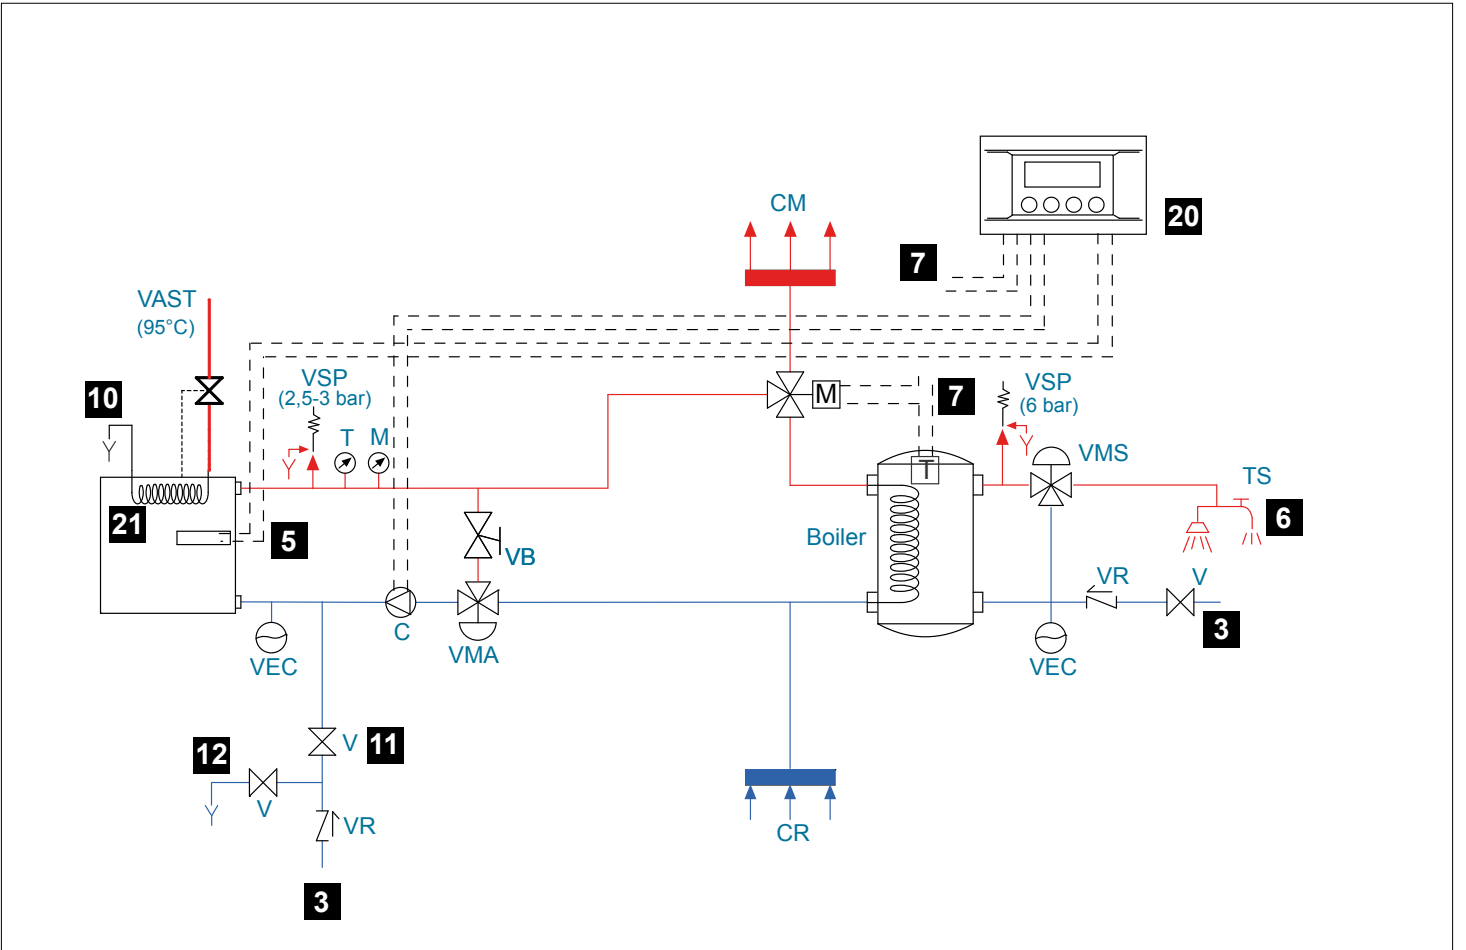 CM
20
7
VAST
(95°C)
VSP
(2,5-3 bar)
10
T
M
M
7
VSP
(6 bar)
VMS
T
TS
6
21
5
VB
Boiler
VR
V
3
C
VMA
VEC
VEC
V
11
12
V
VR
CR
3